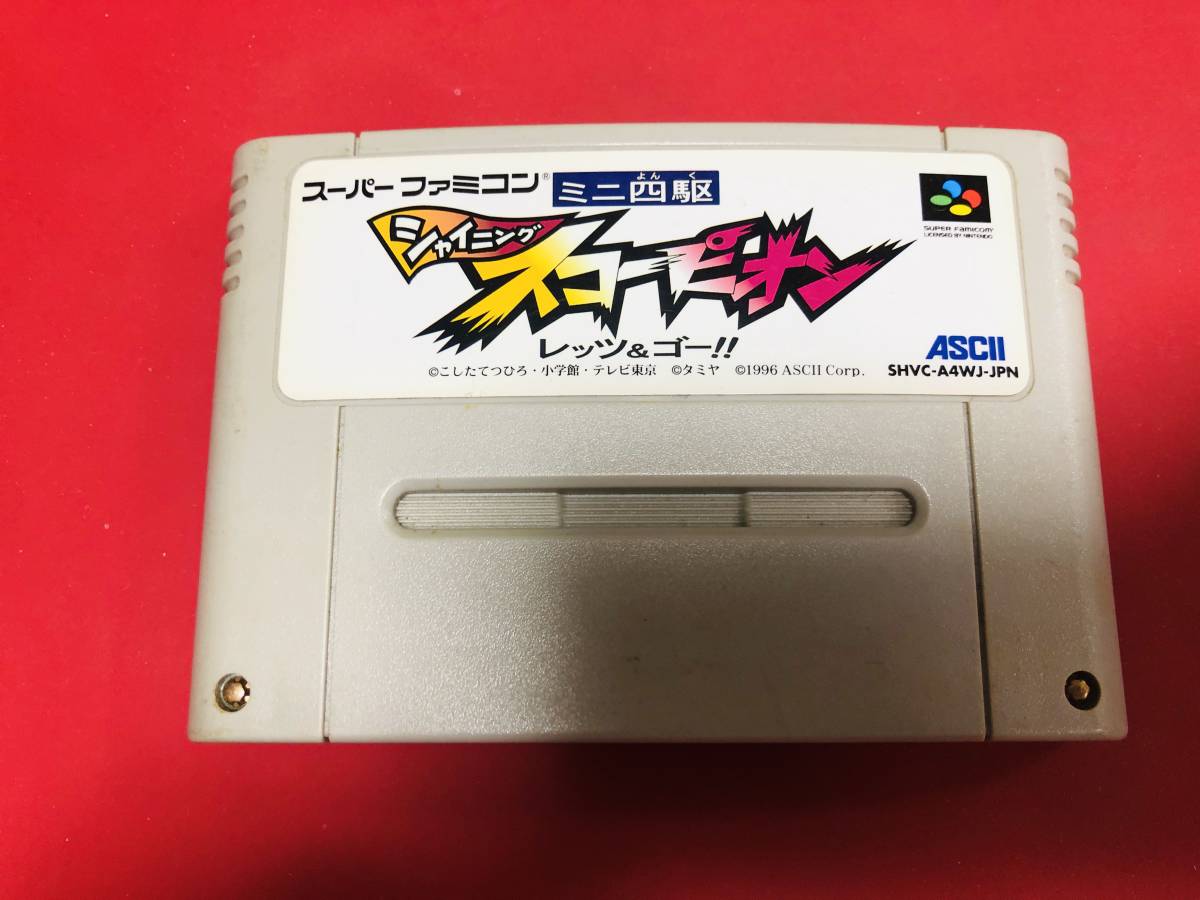 スーパーファミコン® ミニ四駆
よんく
シャイニング
スコーピオン
レッツ&ゴー!!
SUPER FAMICOM
LICENSED BY NINTENDO
ASCII
SHVC-A4WJ-JPN
©こしたてつひろ・小学館・テレビ東京 ©タミヤ ©1996 ASCII Corp.